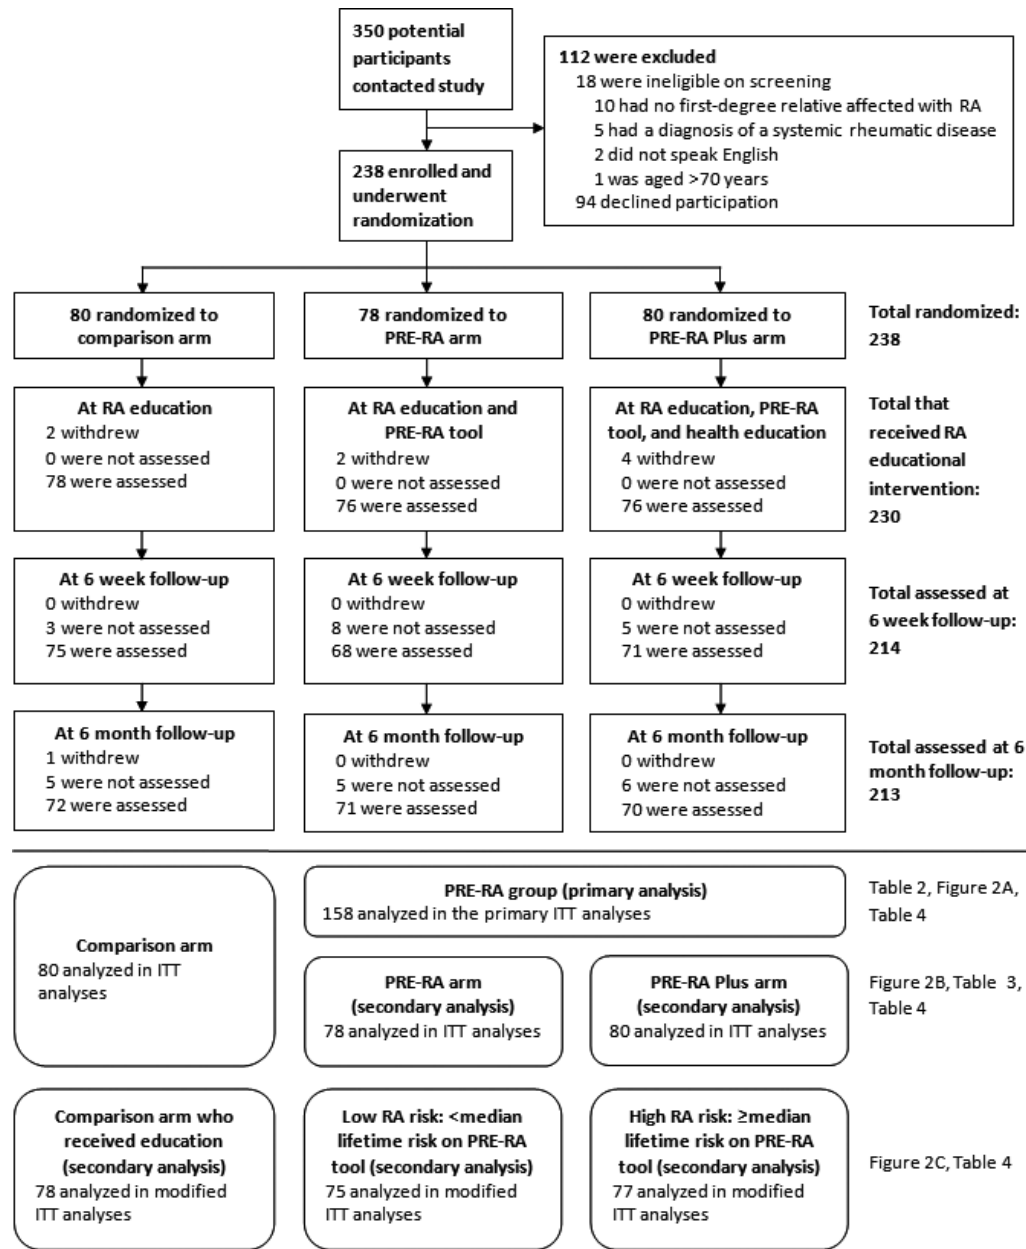 350 potential
participants
contacted study
112 were excluded
18 were ineligible on screening
10 had no first-degree relative affected with RA
5 had a diagnosis of a systemic rheumatic disease
2 did not speak English
1 was aged >70 years
94 declined participation
238 enrolled and
underwent
randomization
80 randomized to
comparison arm
78 randomized to
PRE-RA arm
80 randomized to
PRE-RA Plus arm
Total randomized:
238
At RA education
2 withdrew
0 were not assessed
78 were assessed
At RA education and
PRE-RA tool
2 withdrew
0 were not assessed
76 were assessed
At RA education, PRE-RA
tool, and health education
4 withdrew
0 were not assessed
76 were assessed
Total that
received RA
educational
intervention:
230
At 6 week follow-up
0 withdrew
3 were not assessed
75 were assessed
At 6 week follow-up
0 withdrew
8 were not assessed
68 were assessed
At 6 week follow-up
0 withdrew
5 were not assessed
71 were assessed
Total assessed at
6 week follow-up:
214
At 6 month follow-up
1 withdrew
5 were not assessed
72 were assessed
At 6 month follow-up
0 withdrew
5 were not assessed
71 were assessed
At 6 month follow-up
0 withdrew
6 were not assessed
70 were assessed
Total assessed at 6
month follow-up:
213
Comparison arm
80 analyzed in ITT
analyses
PRE-RA group (primary analysis)
158 analyzed in the primary ITT analyses
Table 2, Figure 2A,
Table 4
PRE-RA arm
(secondary analysis)
78 analyzed in ITT analyses
PRE-RA Plus arm
(secondary analysis)
80 analyzed in ITT analyses
Figure 2B, Table 3,
Table 4
Comparison arm who
received education
(secondary analysis)
78 analyzed in modified
ITT analyses
Low RA risk: <median
lifetime risk on PRE-RA
tool (secondary analysis)
75 analyzed in modified
ITT analyses
High RA risk: ≥median
lifetime risk on PRE-RA
tool (secondary analysis)
77 analyzed in modified
ITT analyses
Figure 2C, Table 4